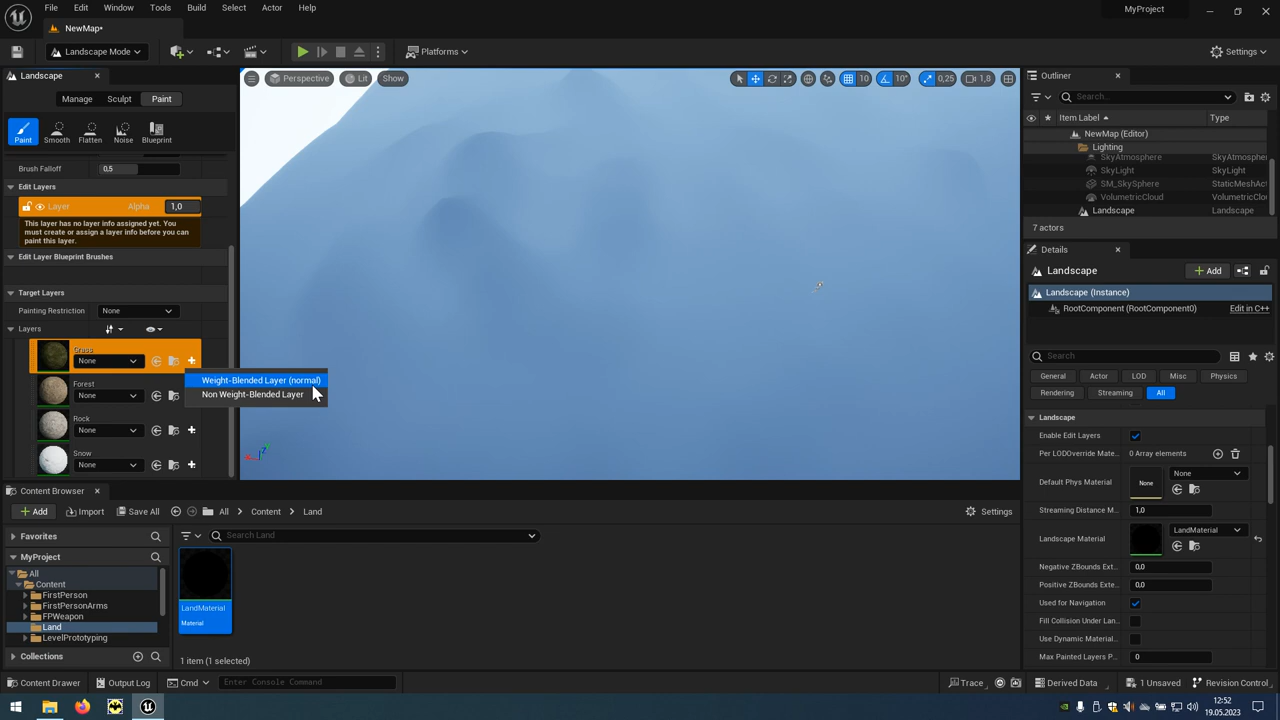 File Edit Window Tools Build Select Actor Help
MyProject
NewMap*
Landscape Mode
Platforms
Settings
Landscape
Manage Sculpt Paint
Paint Smooth Flatten Noise Blueprint
Brush Falloff 0,5
Edit Layers
Layer Alpha 1,0
This layer has no layer info assigned yet. You
must create or assign a layer info before you can
paint this layer.
Edit Layer Blueprint Brushes
Target Layers
Painting Restriction None
Layers
Grass
None
Forest
None
Rock
None
Snow
None
Weight-Blended Layer (normal)
Non Weight-Blended Layer
Perspective Lit Show
10 10° 0,25 1,8
Outliner
Search...
Item Label Type
NewMap (Editor)
Lighting
SkyAtmosphere SkyAtmospher
SkyLight SkyLight
SM_SkySphere StaticMeshAc
VolumetricCloud VolumetricClo
Landscape Landscape
7 actors
Details
Landscape
Add
Landscape (Instance)
RootComponent (RootComponent0) Edit in C++
Search
General Actor LOD Misc Physics
Rendering Streaming All
Landscape
Enable Edit Layers
Per LODOverride Mate... 0 Array elements
Default Phys Material None None
Streaming Distance M... 1,0
Landscape Material LandMaterial
Negative ZBounds Ext... 0,0
Positive ZBounds Exte... 0,0
Used for Navigation
Fill Collision Under Lan...
Use Dynamic Material...
Max Painted Layers P... 0
Content Browser
Add Import Save All All Content Land
Settings
Favorites
MyProject
All
Content
FirstPerson
FirstPersonArms
FPWeapon
Land
LevelPrototyping
Collections
Search Land
LandMaterial
Material
1 item (1 selected)
Content Drawer Output Log Cmd Enter Console Command
Trace Derived Data 1 Unsaved Revision Control
12:52
19.05.2023